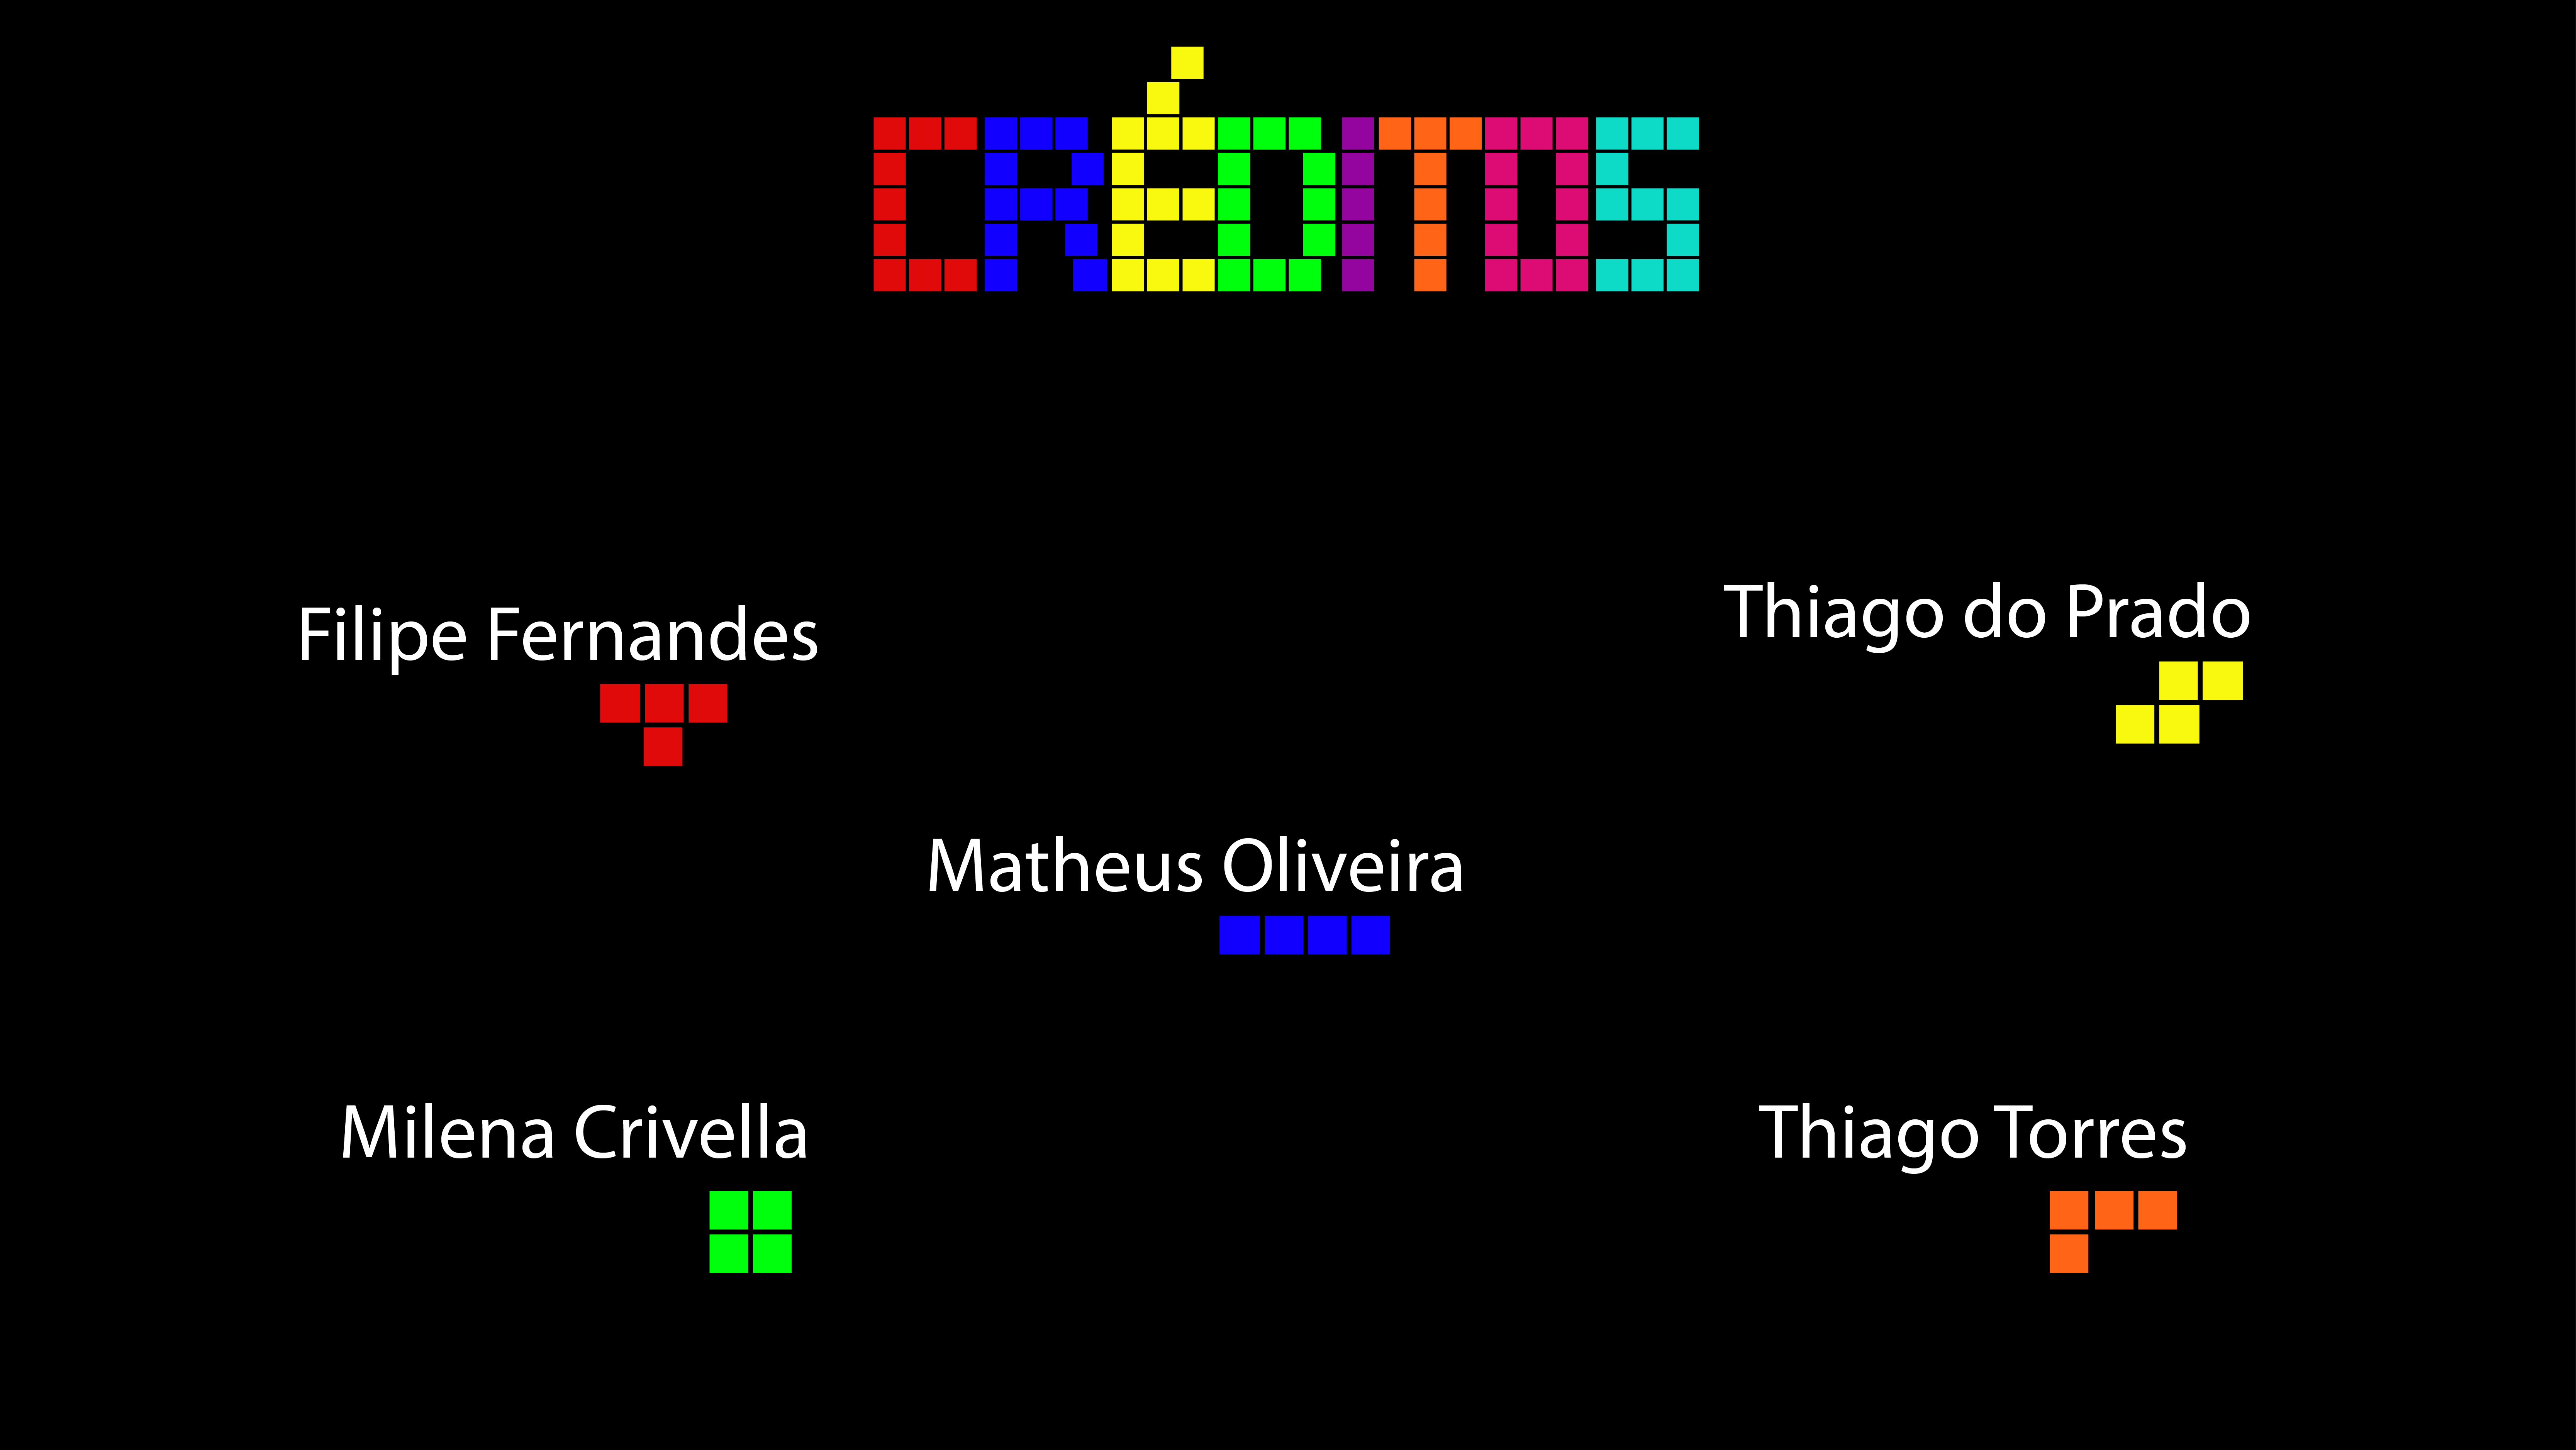 CRÉDITOS
Filipe Fernandes
Thiago do Prado
Matheus Oliveira
Milena Crivella
Thiago Torres